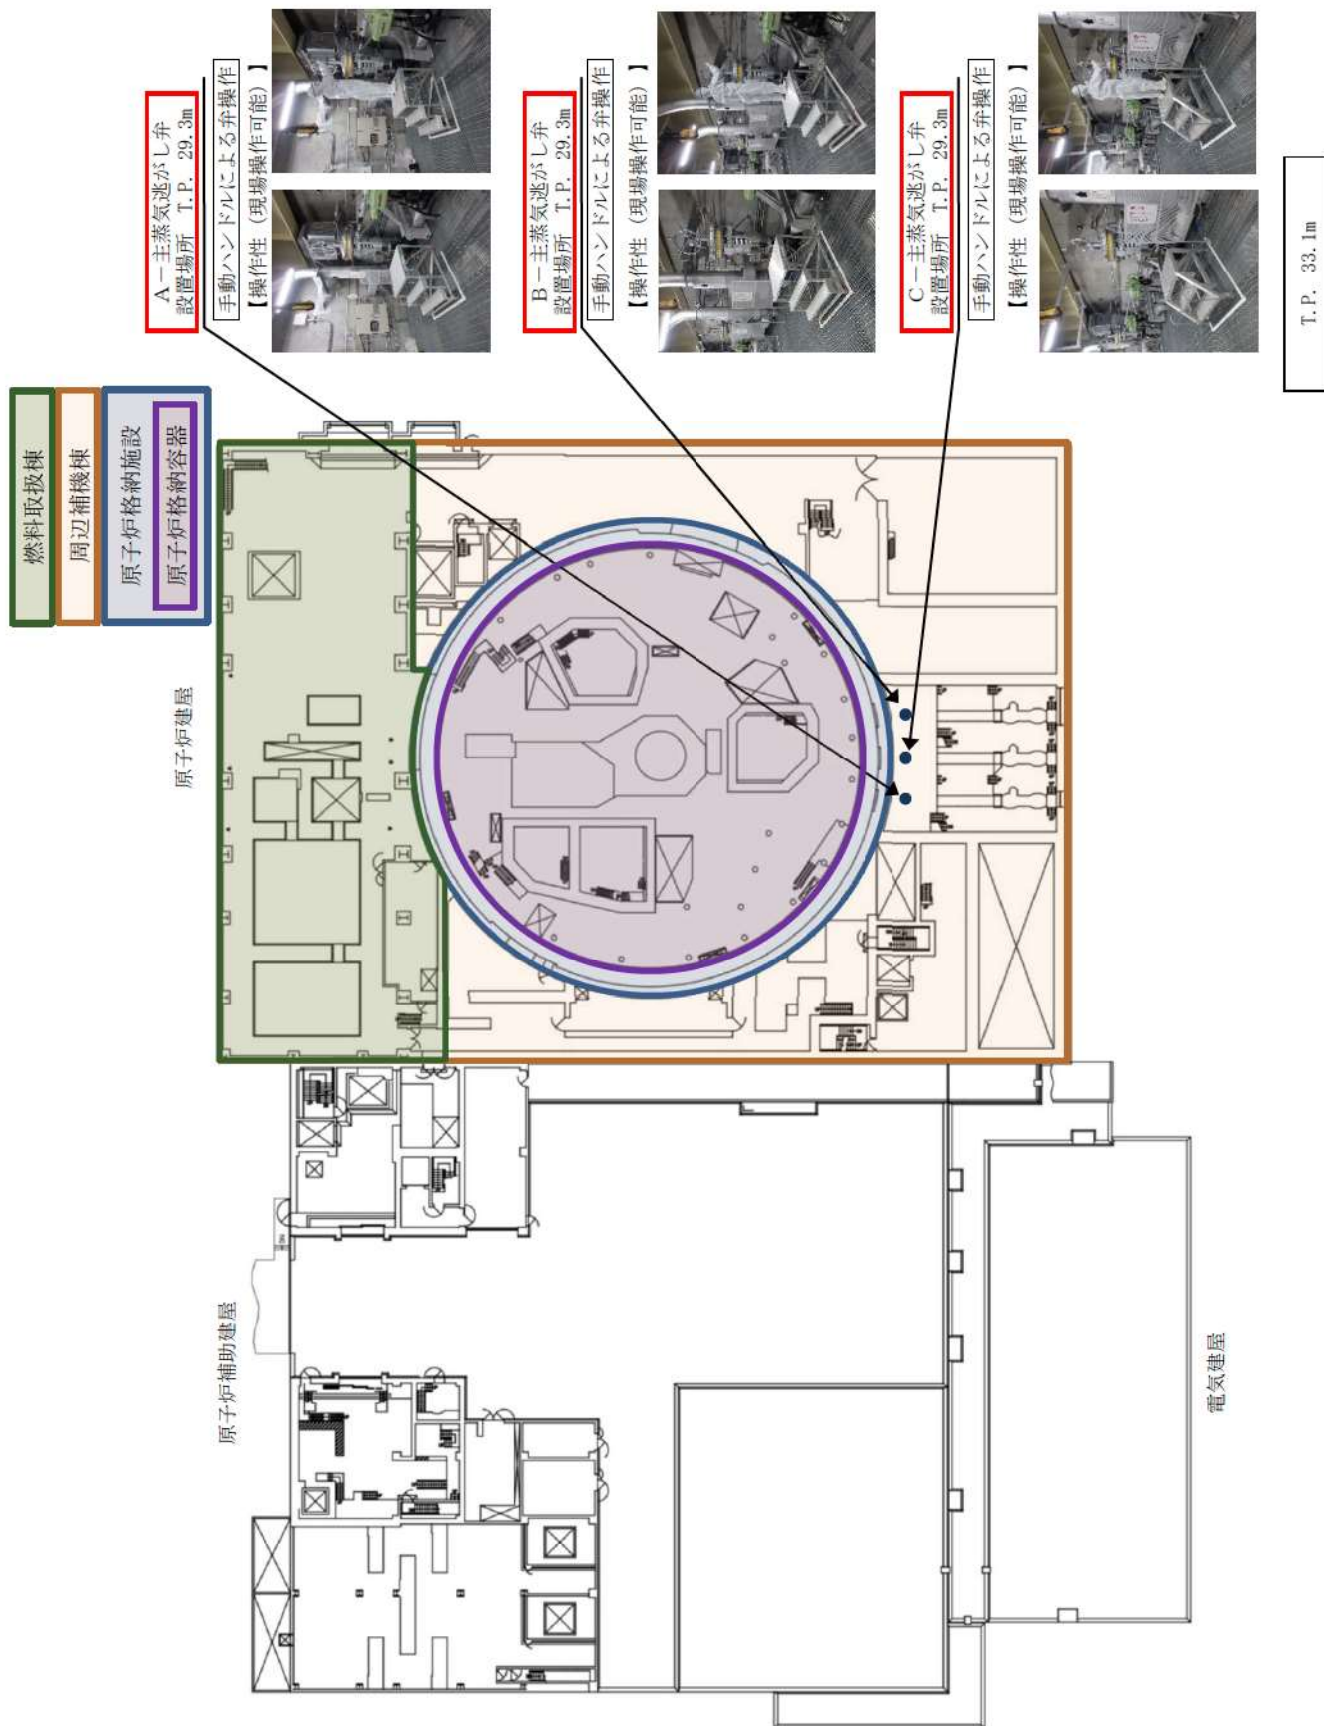 燃料取扱棟
周辺補機棟
原子炉格納施設
原子炉格納容器
A－主蒸気逃がし弁
設置場所 T.P. 29.3m
手動ハンドルによる弁操作
【操作性（現場操作可能）】
B－主蒸気逃がし弁
設置場所 T.P. 29.3m
手動ハンドルによる弁操作
【操作性（現場操作可能）】
C－主蒸気逃がし弁
設置場所 T.P. 29.3m
手動ハンドルによる弁操作
【操作性（現場操作可能）】
原子炉建屋
原子炉補助建屋
電気建屋
T.P. 33.1m